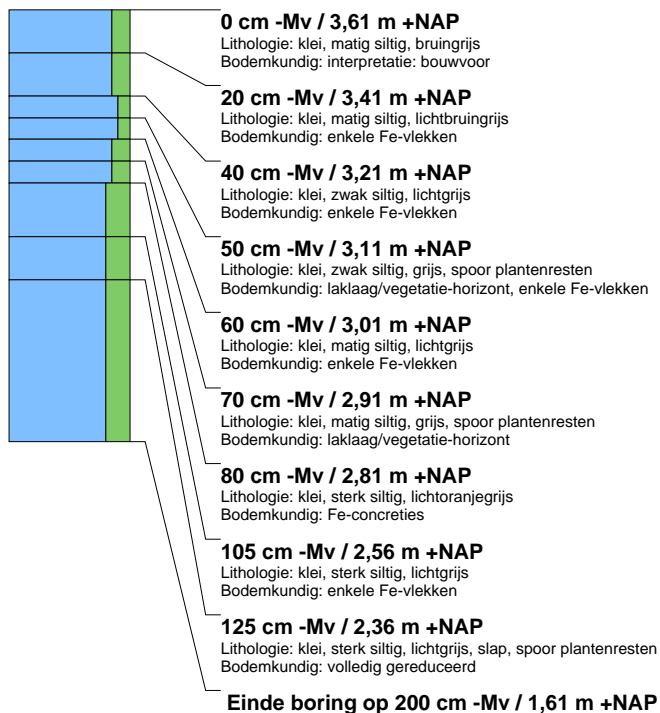 0 cm -Mv / 3,61 m +NAP
Lithologie: klei, matig siltig, bruingrijs
Bodemkundig: interpretatie: bouwvoor
20 cm -Mv / 3,41 m +NAP
Lithologie: klei, matig siltig, lichtbruingrijs
Bodemkundig: enkele Fe-vlekken
40 cm -Mv / 3,21 m +NAP
Lithologie: klei, zwak siltig, lichtgrijs
Bodemkundig: enkele Fe-vlekken
50 cm -Mv / 3,11 m +NAP
Lithologie: klei, zwak siltig, grijs, spoor plantenresten
Bodemkundig: laklaag/vegetatie-horizont, enkele Fe-vlekken
60 cm -Mv / 3,01 m +NAP
Lithologie: klei, matig siltig, lichtgrijs
Bodemkundig: enkele Fe-vlekken
70 cm -Mv / 2,91 m +NAP
Lithologie: klei, matig siltig, grijs, spoor plantenresten
Bodemkundig: laklaag/vegetatie-horizont
80 cm -Mv / 2,81 m +NAP
Lithologie: klei, sterk siltig, lichtoranjegrijs
Bodemkundig: Fe-concreties
105 cm -Mv / 2,56 m +NAP
Lithologie: klei, sterk siltig, lichtgrijs
Bodemkundig: enkele Fe-vlekken
125 cm -Mv / 2,36 m +NAP
Lithologie: klei, sterk siltig, lichtgrijs, slap, spoor plantenresten
Bodemkundig: volledig gereduceerd
Einde boring op 200 cm -Mv / 1,61 m +NAP